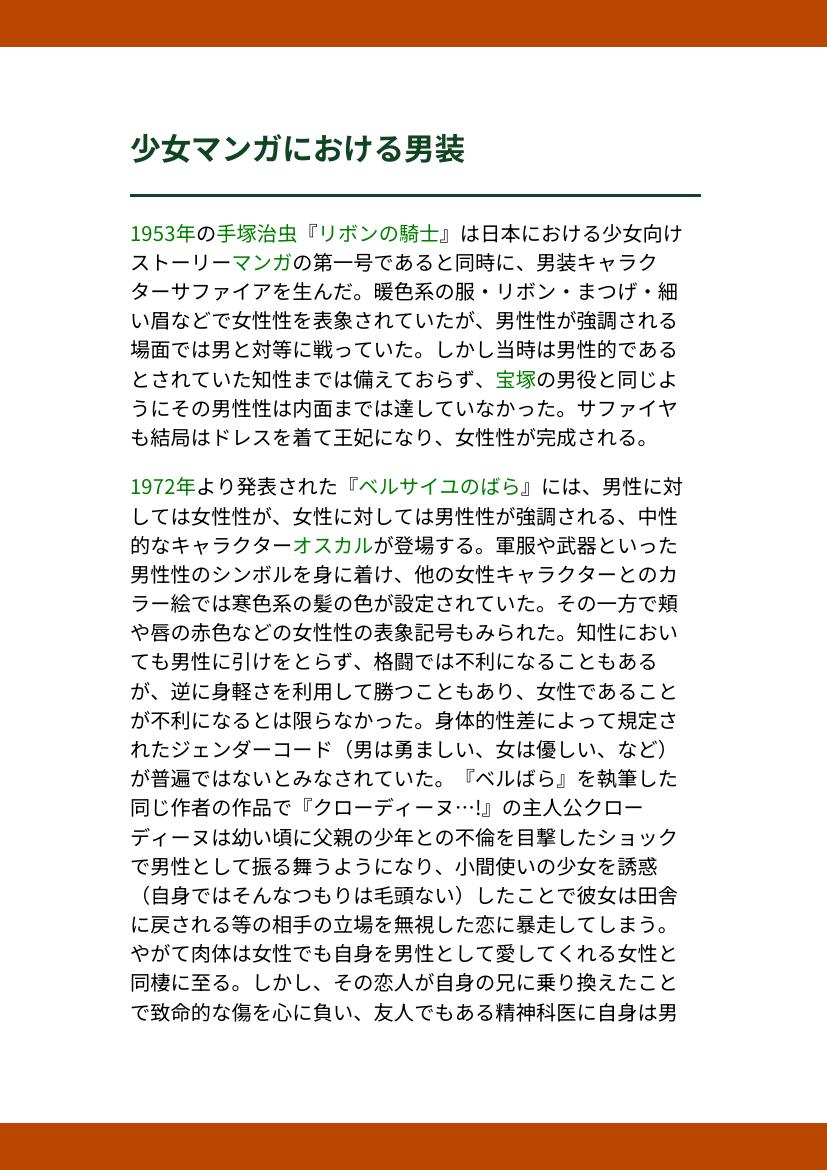 少女マンガにおける男装
1953年の手塚治虫『リボンの騎士』は日本における少女向け
ストーリーマンガの第一号であると同時に、男装キャラク
ターサファイアを生んだ。暖色系の服・リボン・まつげ・細
い眉などで女性性を表象されていたが、男性性が強調される
場面では男と対等に戦っていた。しかし当時は男性的である
とされていた知性までは備えておらず、宝塚の男役と同じよ
うにその男性性は内面までは達していなかった。サファイヤ
も結局はドレスを着て王妃になり、女性性が完成される。
1972年より発表された『ベルサイユのばら』には、男性に対
しては女性性が、女性に対しては男性性が強調される、中性
的なキャラクターオスカルが登場する。軍服や武器といった
男性性のシンボルを身に着け、他の女性キャラクターとのカ
ラー絵では寒色系の髪の色が設定されていた。その一方で頬
や唇の赤色などの女性性の表象記号もみられた。知性におい
ても男性に引けをとらず、格闘では不利になることもある
が、逆に身軽さを利用して勝つこともあり、女性であること
が不利になるとは限らなかった。身体的性差によって規定さ
れたジェンダーコード（男は勇ましい、女は優しい、など）
が普遍ではないとみなされていた。『ベルばら』を執筆した
同じ作者の作品で『クローディーヌ…!』の主人公クロー
ディーヌは幼い頃に父親の少年との不倫を目撃したショック
で男性として振る舞うようになり、小間使いの少女を誘惑
（自身ではそんなつもりは毛頭ない）したことで彼女は田舎
に戻される等の相手の立場を無視した恋に暴走してしまう。
やがて肉体は女性でも自身を男性として愛してくれる女性と
同棲に至る。しかし、その恋人が自身の兄に乗り換えたこと
で致命的な傷を心に負い、友人でもある精神科医に自身は男